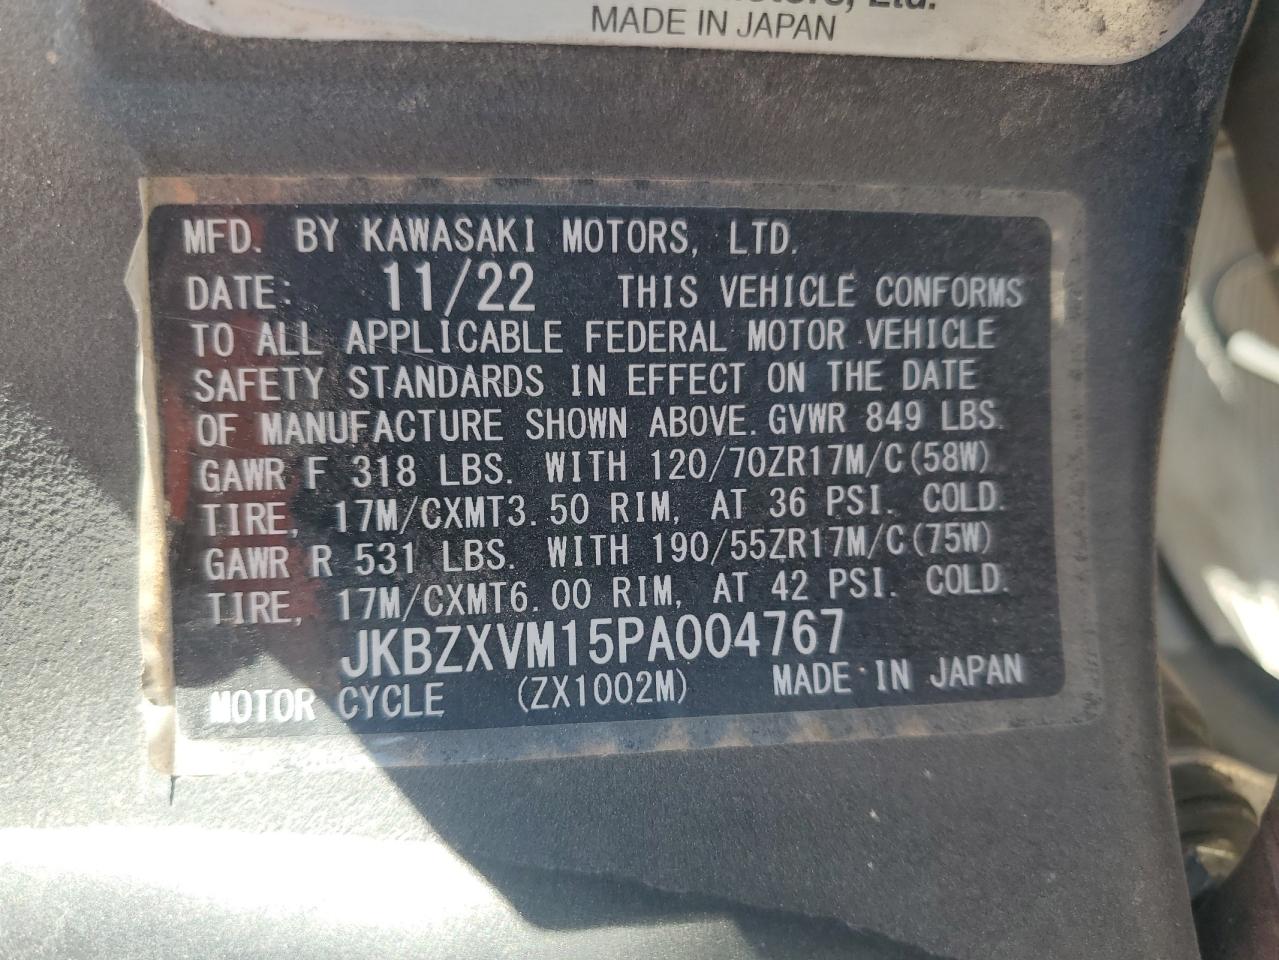 Ltd.
MADE IN JAPAN
MFD. BY KAWASAKI MOTORS, LTD.
DATE: 11/22 THIS VEHICLE CONFORMS
TO ALL APPLICABLE FEDERAL MOTOR VEHICLE
SAFETY STANDARDS IN EFFECT ON THE DATE
OF MANUFACTURE SHOWN ABOVE. GVWR 849 LBS.
GAWR F 318 LBS. WITH 120/70ZR17M/C(58W)
TIRE, 17M/CXMT3.50 RIM, AT 36 PSI. COLD.
GAWR R 531 LBS. WITH 190/55ZR17M/C(75W)
TIRE, 17M/CXMT6.00 RIM, AT 42 PSI. COLD.
JKBZXVM15PA004767
MOTOR CYCLE (ZX1002M) MADE IN JAPAN